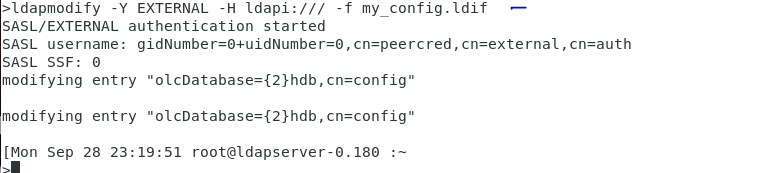 >ldapmodify -Y EXTERNAL -H ldapi:/// -f my_config.ldif
SASL/EXTERNAL authentication started
SASL username: gidNumber=0+uidNumber=0,cn=peercred,cn=external,cn=auth
SASL SSF: 0
modifying entry "olcDatabase={2}hdb,cn=config"
modifying entry "olcDatabase={2}hdb,cn=config"
[Mon Sep 28 23:19:51 root@ldapserver-0.180 :~
>